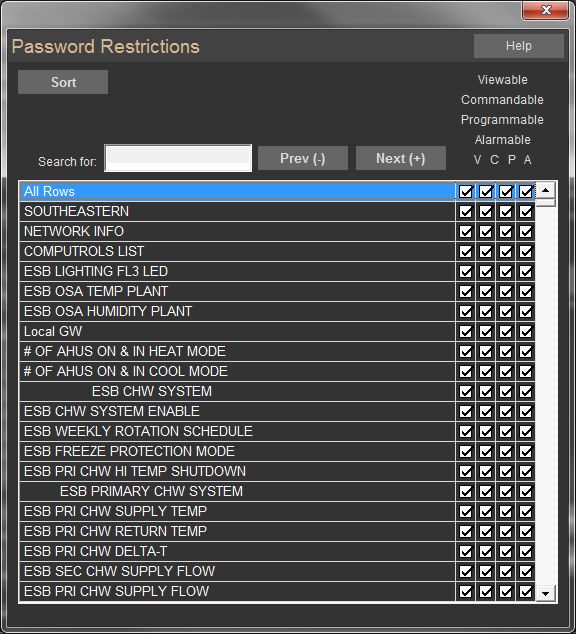 Password Restrictions
Help
Sort
Viewable
Commandable
Programmable
Alarmable
Search for:
Prev (-)
Next (+)
V C P A
All Rows
SOUTHEASTERN
NETWORK INFO
COMPUTROLS LIST
ESB LIGHTING FL3 LED
ESB OSA TEMP PLANT
ESB OSA HUMIDITY PLANT
Local GW
# OF AHUS ON & IN HEAT MODE
# OF AHUS ON & IN COOL MODE
ESB CHW SYSTEM
ESB CHW SYSTEM ENABLE
ESB WEEKLY ROTATION SCHEDULE
ESB FREEZE PROTECTION MODE
ESB PRI CHW HI TEMP SHUTDOWN
ESB PRIMARY CHW SYSTEM
ESB PRI CHW SUPPLY TEMP
ESB PRI CHW RETURN TEMP
ESB PRI CHW DELTA-T
ESB SEC CHW SUPPLY FLOW
ESB PRI CHW SUPPLY FLOW